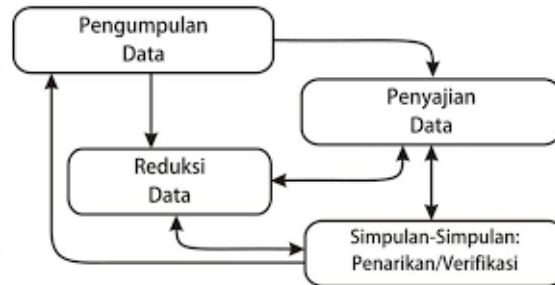 Pengumpulan
Data
Penyajian
Data
Reduksi
Data
Simpulan-Simpulan:
Penarikan/Verifikasi